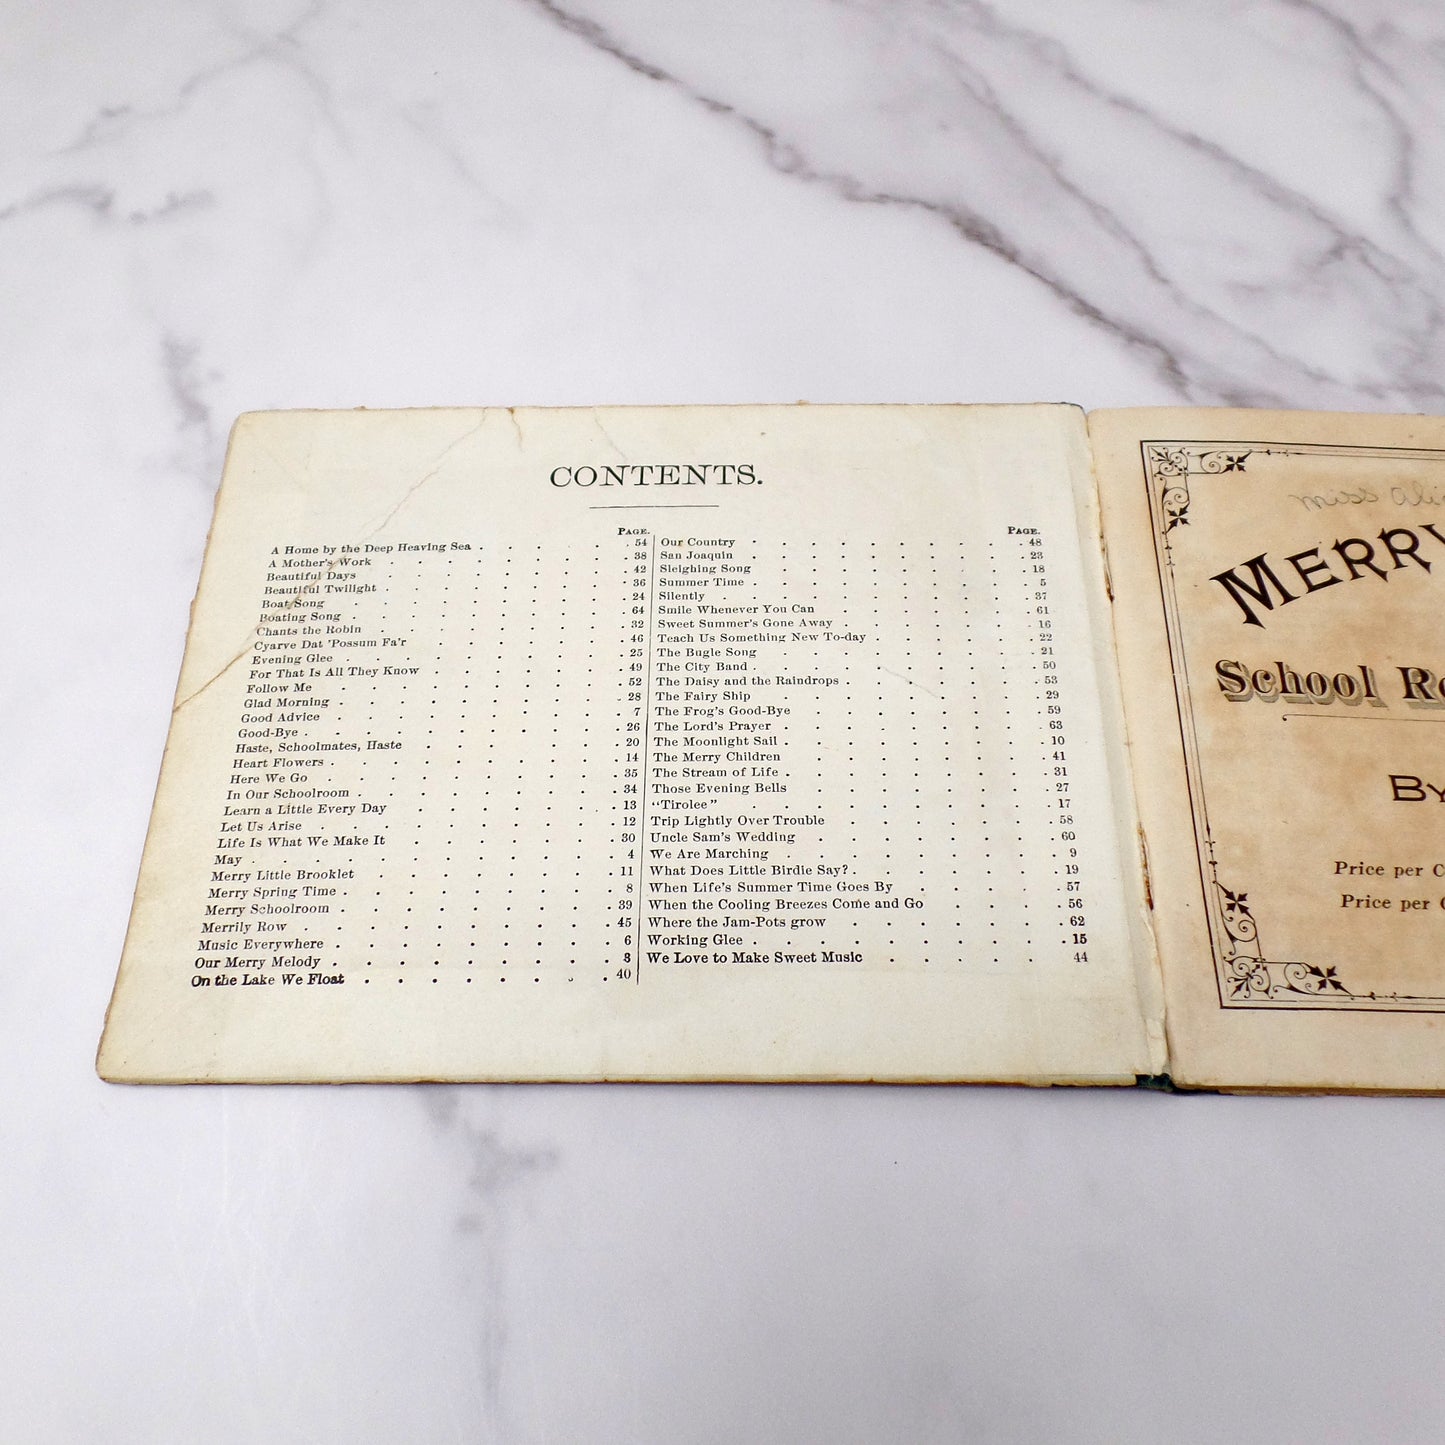 CONTENTS.
PAGE.
A Home by the Deep Heaving Sea . . . . . . 54
A Mother's Work . . . . . . . . 38
Beautiful Days . . . . . . . . 42
Beautiful Twilight . . . . . . . . 36
Boat Song . . . . . . . . 24
Boating Song . . . . . . . . 64
Chants the Robin . . . . . . . . 32
Cyarve Dat 'Possum Fa'r . . . . . . 46
Evening Glee . . . . . . . . 25
For That Is All They Know . . . . . . 49
Follow Me . . . . . . . . 52
Glad Morning . . . . . . . . 28
Good Advice . . . . . . . . 7
Good-Bye . . . . . . . . 26
Haste, Schoolmates, Haste . . . . . . 20
Heart Flowers . . . . . . . . 14
Here We Go . . . . . . . . 35
In Our Schoolroom . . . . . . . . 34
Learn a Little Every Day . . . . . . 13
Let Us Arise . . . . . . . . 12
Life Is What We Make It . . . . . . 30
May . . . . . . . . . . 4
Merry Little Brooklet . . . . . . . 11
Merry Spring Time . . . . . . . . 8
Merry Schoolroom . . . . . . . . 39
Merrily Row . . . . . . . . 45
Music Everywhere . . . . . . . . 6
Our Merry Melody . . . . . . . . 3
On the Lake We Float . . . . . . . 40
PAGE.
Our Country . . . . . . . . . 48
San Joaquin . . . . . . . . . 23
Sleighing Song . . . . . . . . 18
Summer Time . . . . . . . . . 5
Silently . . . . . . . . . . 37
Smile Whenever You Can . . . . . . 61
Sweet Summer's Gone Away . . . . . . 16
Teach Us Something New To-day . . . . . 22
The Bugle Song . . . . . . . . 21
The City Band . . . . . . . . . 50
The Daisy and the Raindrops . . . . . . 53
The Fairy Ship . . . . . . . . 29
The Frog's Good-Bye . . . . . . . 59
The Lord's Prayer . . . . . . . . 63
The Moonlight Sail . . . . . . . . 10
The Merry Children . . . . . . . 41
The Stream of Life . . . . . . . . 31
Those Evening Bells . . . . . . . 27
"Tirolee" . . . . . . . . . 17
Trip Lightly Over Trouble . . . . . . 58
Uncle Sam's Wedding . . . . . . . 60
We Are Marching . . . . . . . . 9
What Does Little Birdie Say? . . . . . . 19
When Life's Summer Time Goes By . . . . 57
When the Cooling Breezes Come and Go . . . . 56
Where the Jam-Pots grow . . . . . . 62
Working Glee . . . . . . . . . 15
We Love to Make Sweet Music . . . . . 44
miss
MERRY
School
By
Price per
Price per